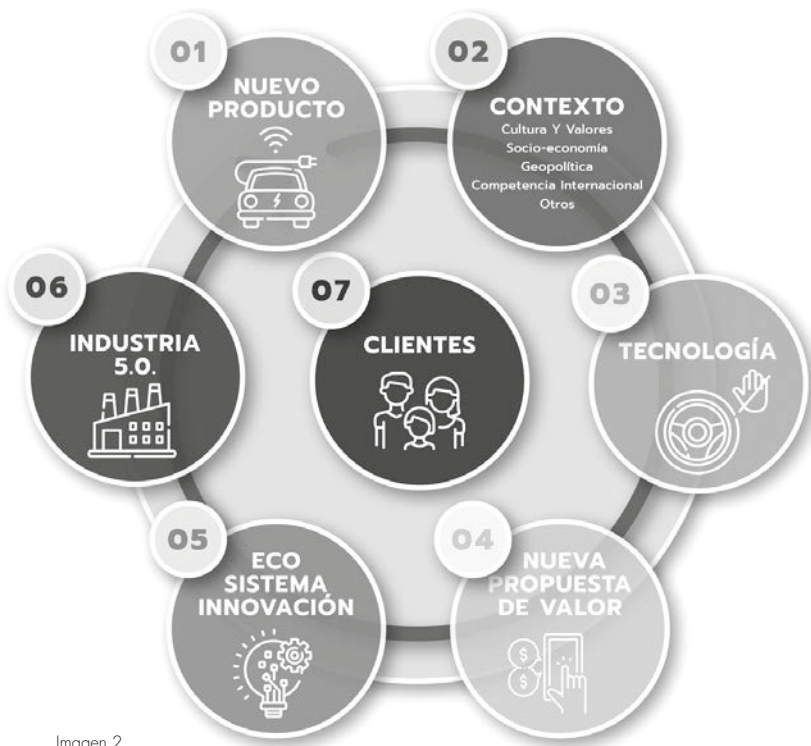 01
NUEVO
PRODUCTO
02
CONTEXTO
Cultura Y Valores
Socio-economía
Geopolítica
Competencia Internacional
Otros
03
TECNOLOGÍA
04
NUEVA
PROPUESTA
DE VALOR
05
ECO
SISTEMA
INNOVACIÓN
06
INDUSTRIA
5.0.
07
CLIENTES
$
$
Imagen 2